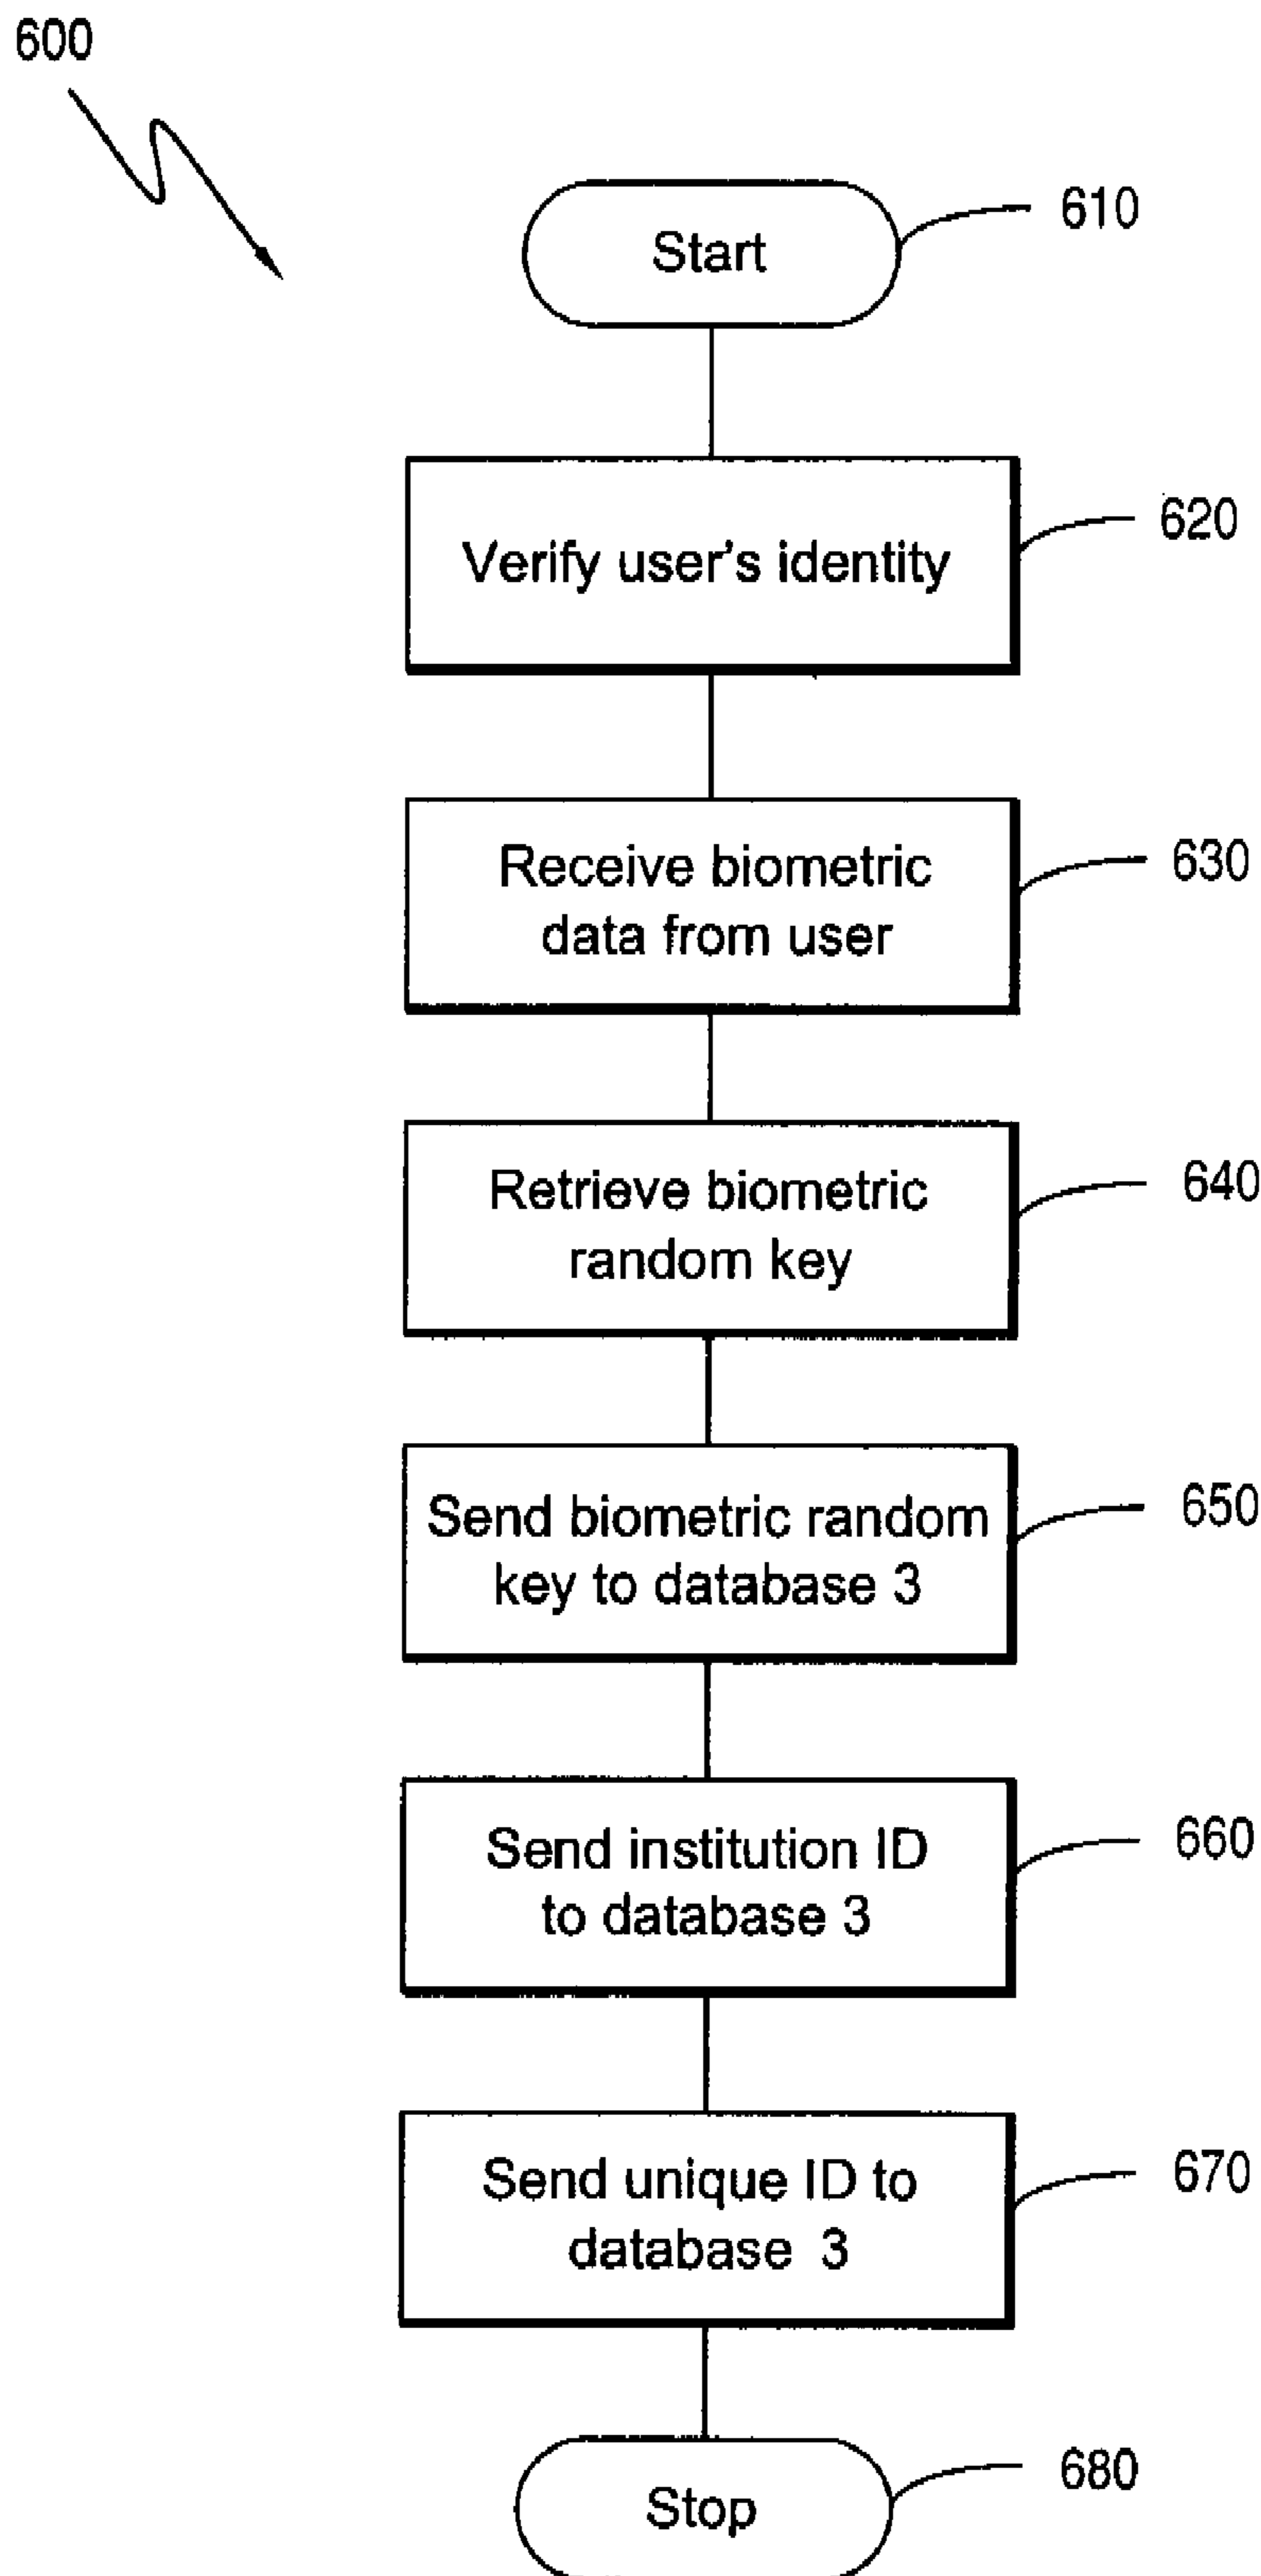 600
Start
610
Verify user's identity
620
Receive biometric
data from user
630
Retrieve biometric
random key
640
Send biometric random
key to database 3
650
Send institution ID
to database 3
660
Send unique ID to
database 3
670
Stop
680